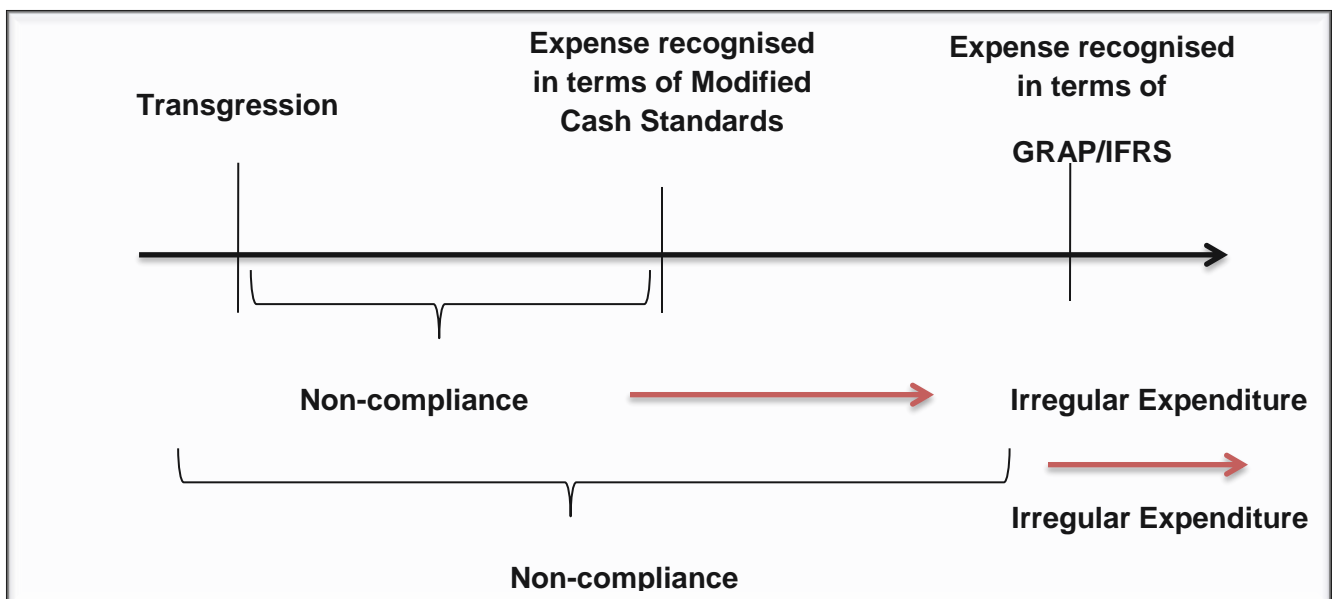 Transgression
Expense recognised
in terms of Modified
Cash Standards
Expense recognised
in terms of
GRAP/IFRS
Non-compliance
Irregular Expenditure
Irregular Expenditure
Non-compliance